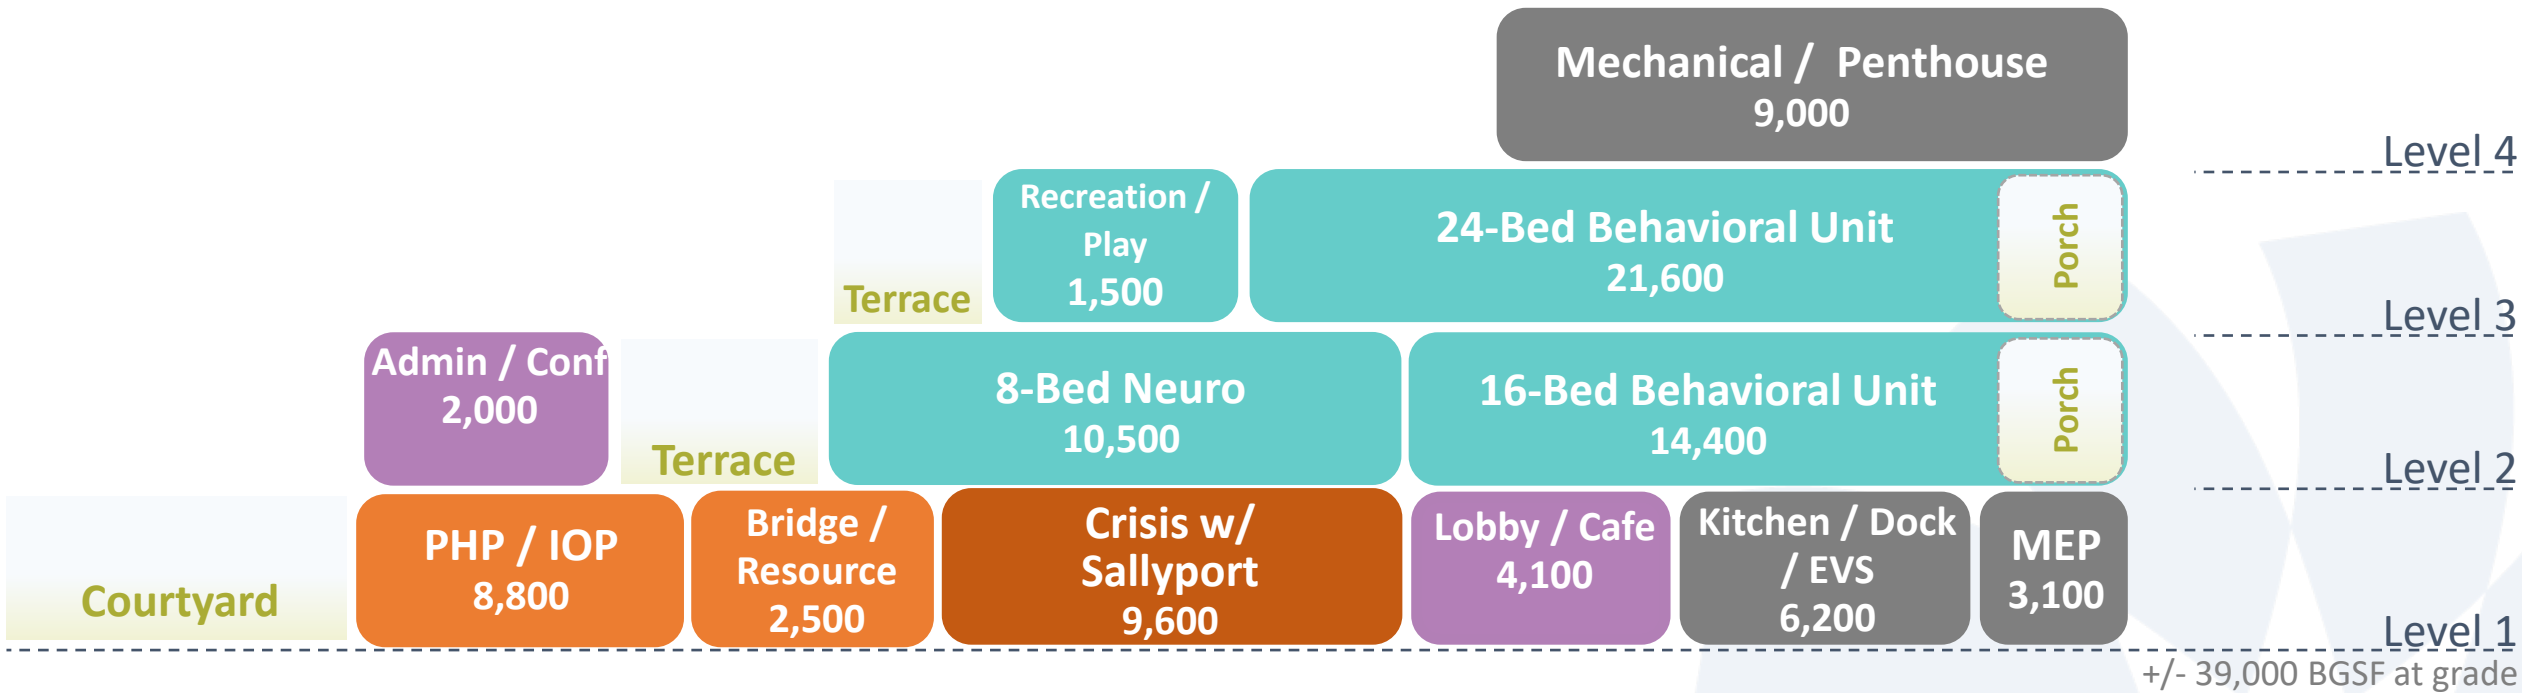 Mechanical / Penthouse
9,000
Level 4
Terrace
Recreation /
Play
1,500
24-Bed Behavioral Unit
21,600
Porch
Level 3
Admin / Conf
2,000
Terrace
8-Bed Neuro
10,500
16-Bed Behavioral Unit
14,400
Porch
Level 2
Courtyard
PHP / IOP
8,800
Bridge /
Resource
2,500
Crisis w/
Sallyport
9,600
Lobby / Cafe
4,100
Kitchen / Dock
/ EVS
6,200
MEP
3,100
Level 1
+/- 39,000 BGSF at grade